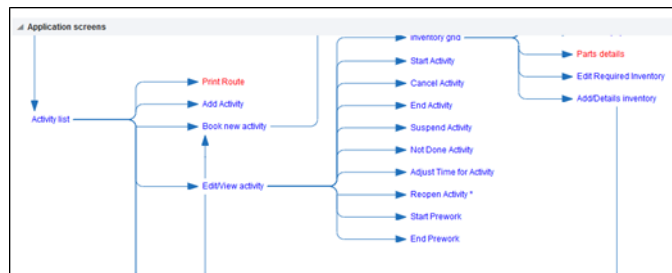 Application screens
Inventory grid
Parts details
Start Activity
Edit Required Inventory
Print Route
Cancel Activity
Add Activity
End Activity
Add/Details inventory
Activity list
Book new activity
Suspend Activity
Not Done Activity
Adjust Time for Activity
Edit/View activity
Reopen Activity *
Start Prework
End Prework